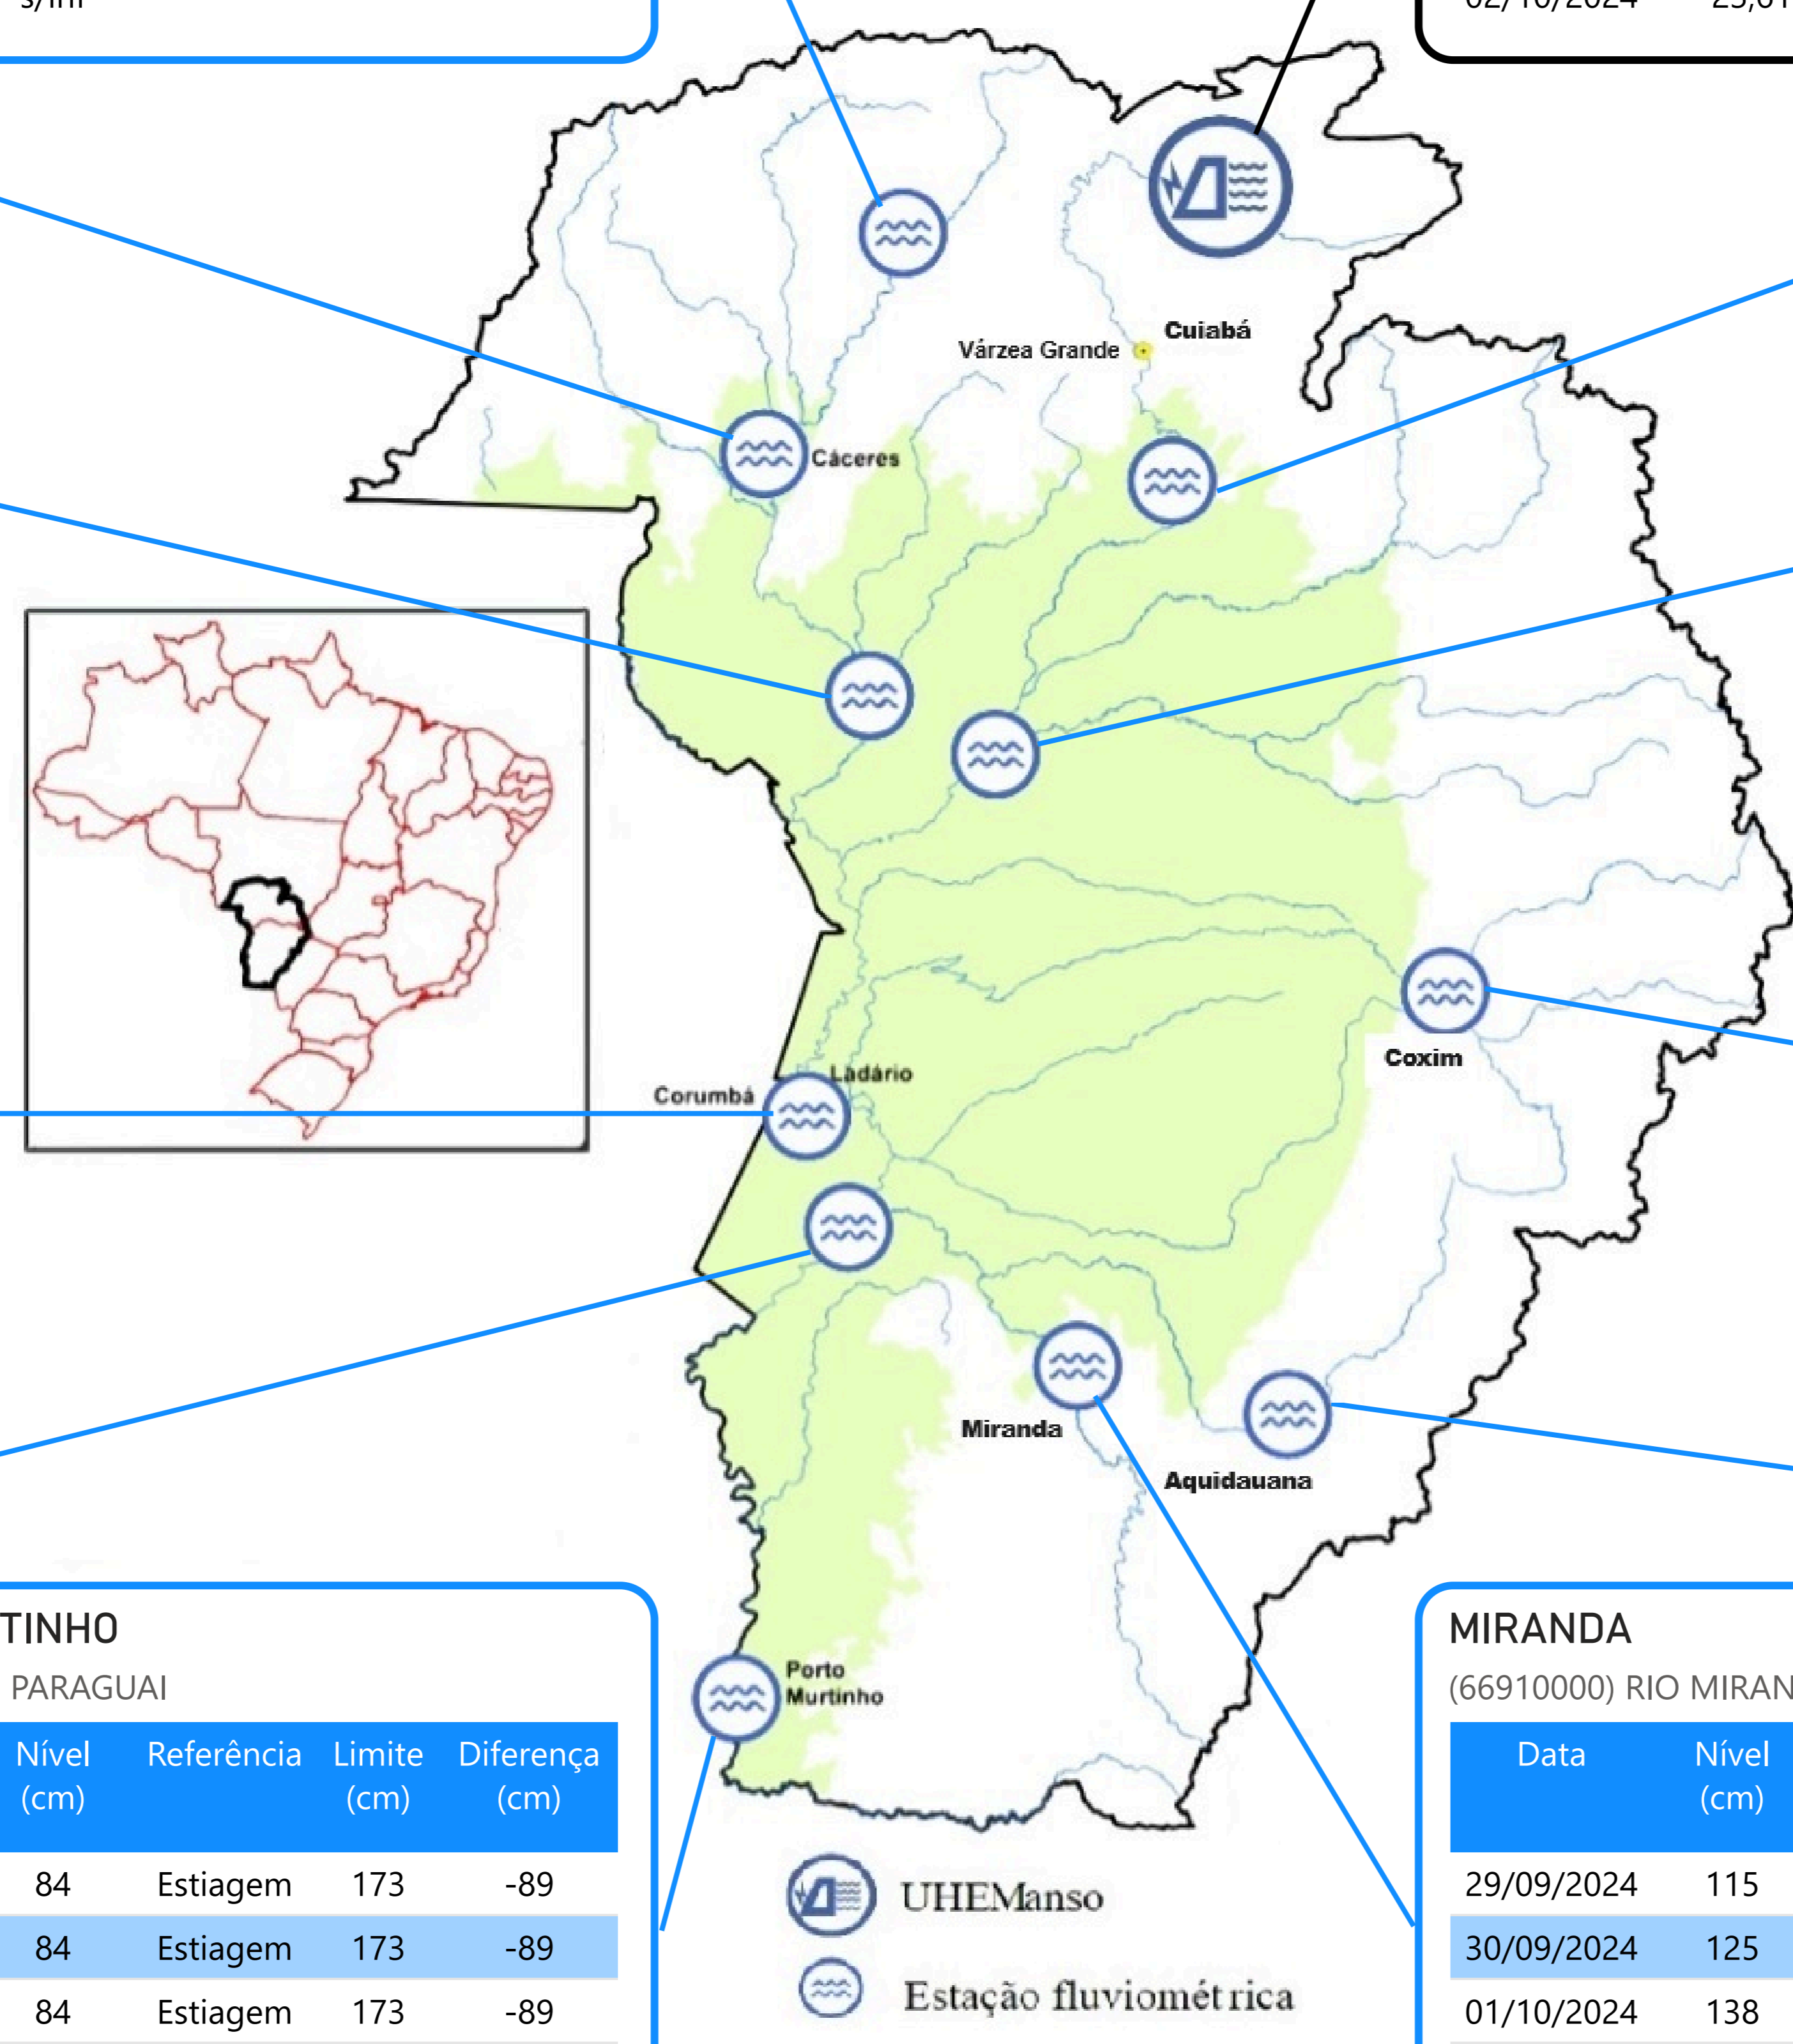 s/inf
02/10/2024
Cuiabá
Várzea Grande
Cáceres
Coxim
Ladário
Corumbá
Miranda
Aquidauana
Porto
Murtinho
TINHO
PARAGUAI
Nível Referência Limite Diferença
(cm) (cm) (cm)
84 Estiagem 173 -89
84 Estiagem 173 -89
84 Estiagem 173 -89
UHEManso
Estação fluviométrica
MIRANDA
(66910000) RIO MIRAN
Data Nível
(cm)
29/09/2024 115
30/09/2024 125
01/10/2024 138